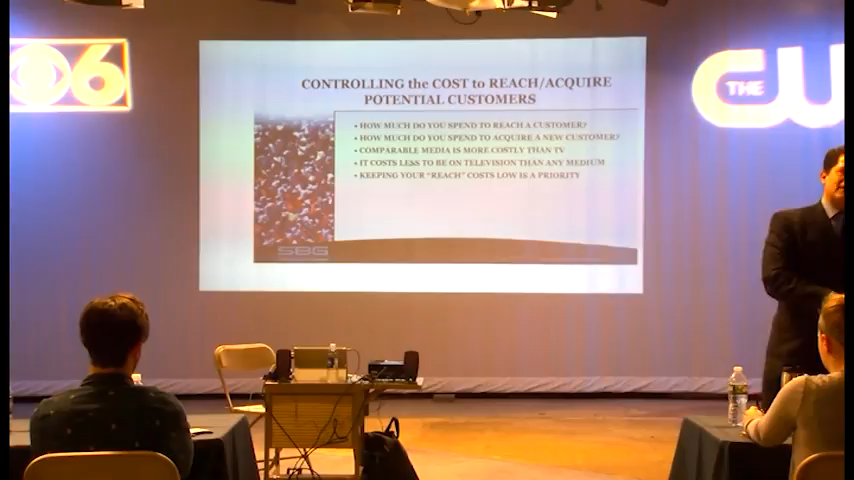 6
THE CW
CONTROLLING the COST to REACH/ACQUIRE
POTENTIAL CUSTOMERS
• HOW MUCH DO YOU SPEND TO REACH A CUSTOMER?
• HOW MUCH DO YOU SPEND TO ACQUIRE A NEW CUSTOMER?
• COMPARABLE MEDIA IS MORE COSTLY THAN TV
• IT COSTS LESS TO BE ON TELEVISION THAN ANY MEDIUM
• KEEPING YOUR "REACH" COSTS LOW IS A PRIORITY
SBG